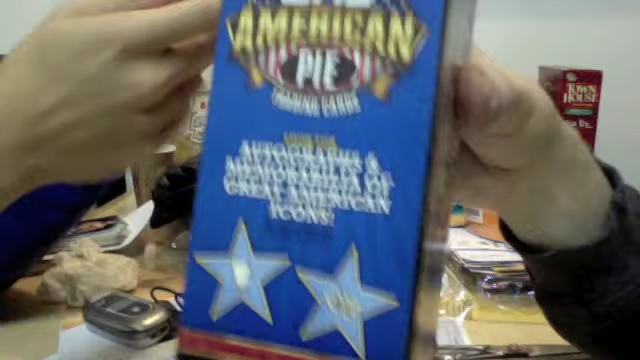 AMERICAN
PIE
TRADING CARDS
LOOK FOR
AUTOGRAPHS &
MEMORABILIA OF
GREAT AMERICAN
ICONS!
TOWN
HOUSE